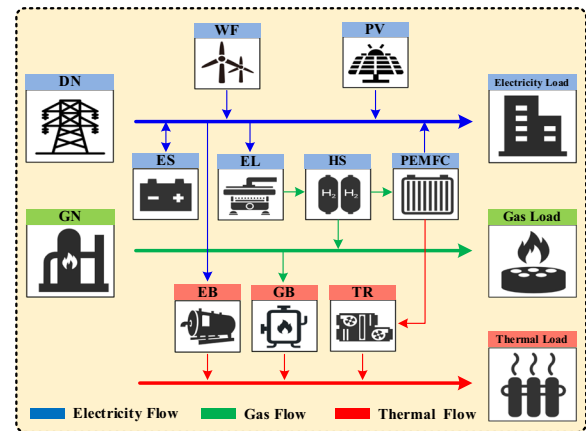 WF
PV
DN
Electricity Load
ES
EL
HS
PEMFC
H2 H2
GN
Gas Load
EB
GB
TR
Thermal Load
Electricity Flow
Gas Flow
Thermal Flow